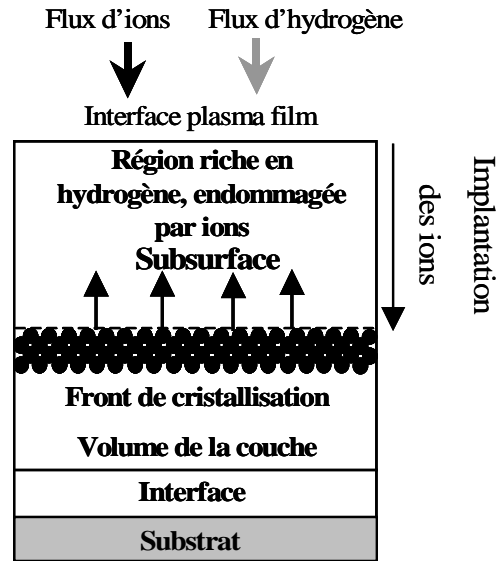 Flux d'ions
Flux d'hydrogène
Interface plasma film
Région riche en
hydrogène, endommagée
par ions
Subsurface
Implantation
des ions
Front de cristallisation
Volume de la couche
Interface
Substrat